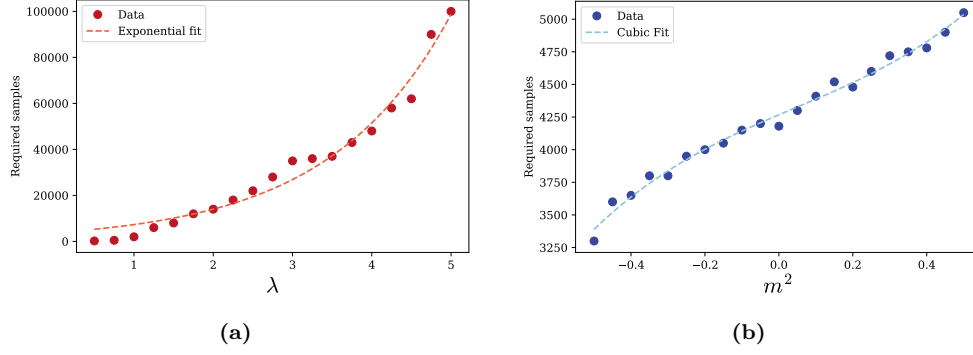 Data
Exponential fit
100000
80000
60000
40000
20000
0
Required samples
1
2
3
4
5
λ
(a)
Data
Cubic Fit
5000
4750
4500
4250
4000
3750
3500
3250
Required samples
−0.4
−0.2
0.0
0.2
0.4
m²
(b)